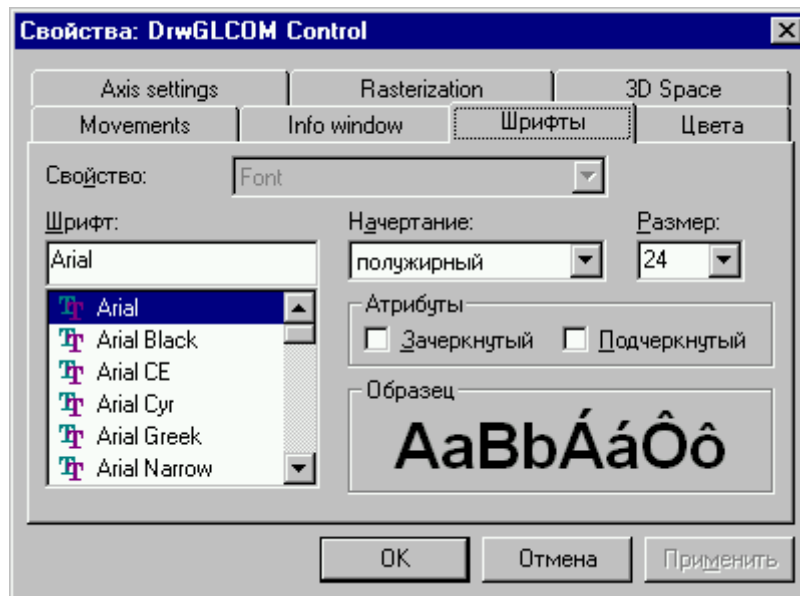 Свойства: DrwGLCOM Control
Axis settings Rasterization 3D Space
Movements Info window Шрифты Цвета
Свойство: Font
Шрифт: Начертание: Размер:
Arial полужирный 24
Arial
Arial Black
Arial CE
Arial Cyr
Arial Greek
Arial Narrow
Атрибуты
Зачеркнутый Подчеркнутый
Образец
AaBbÁáÔô
OK Отмена Применить